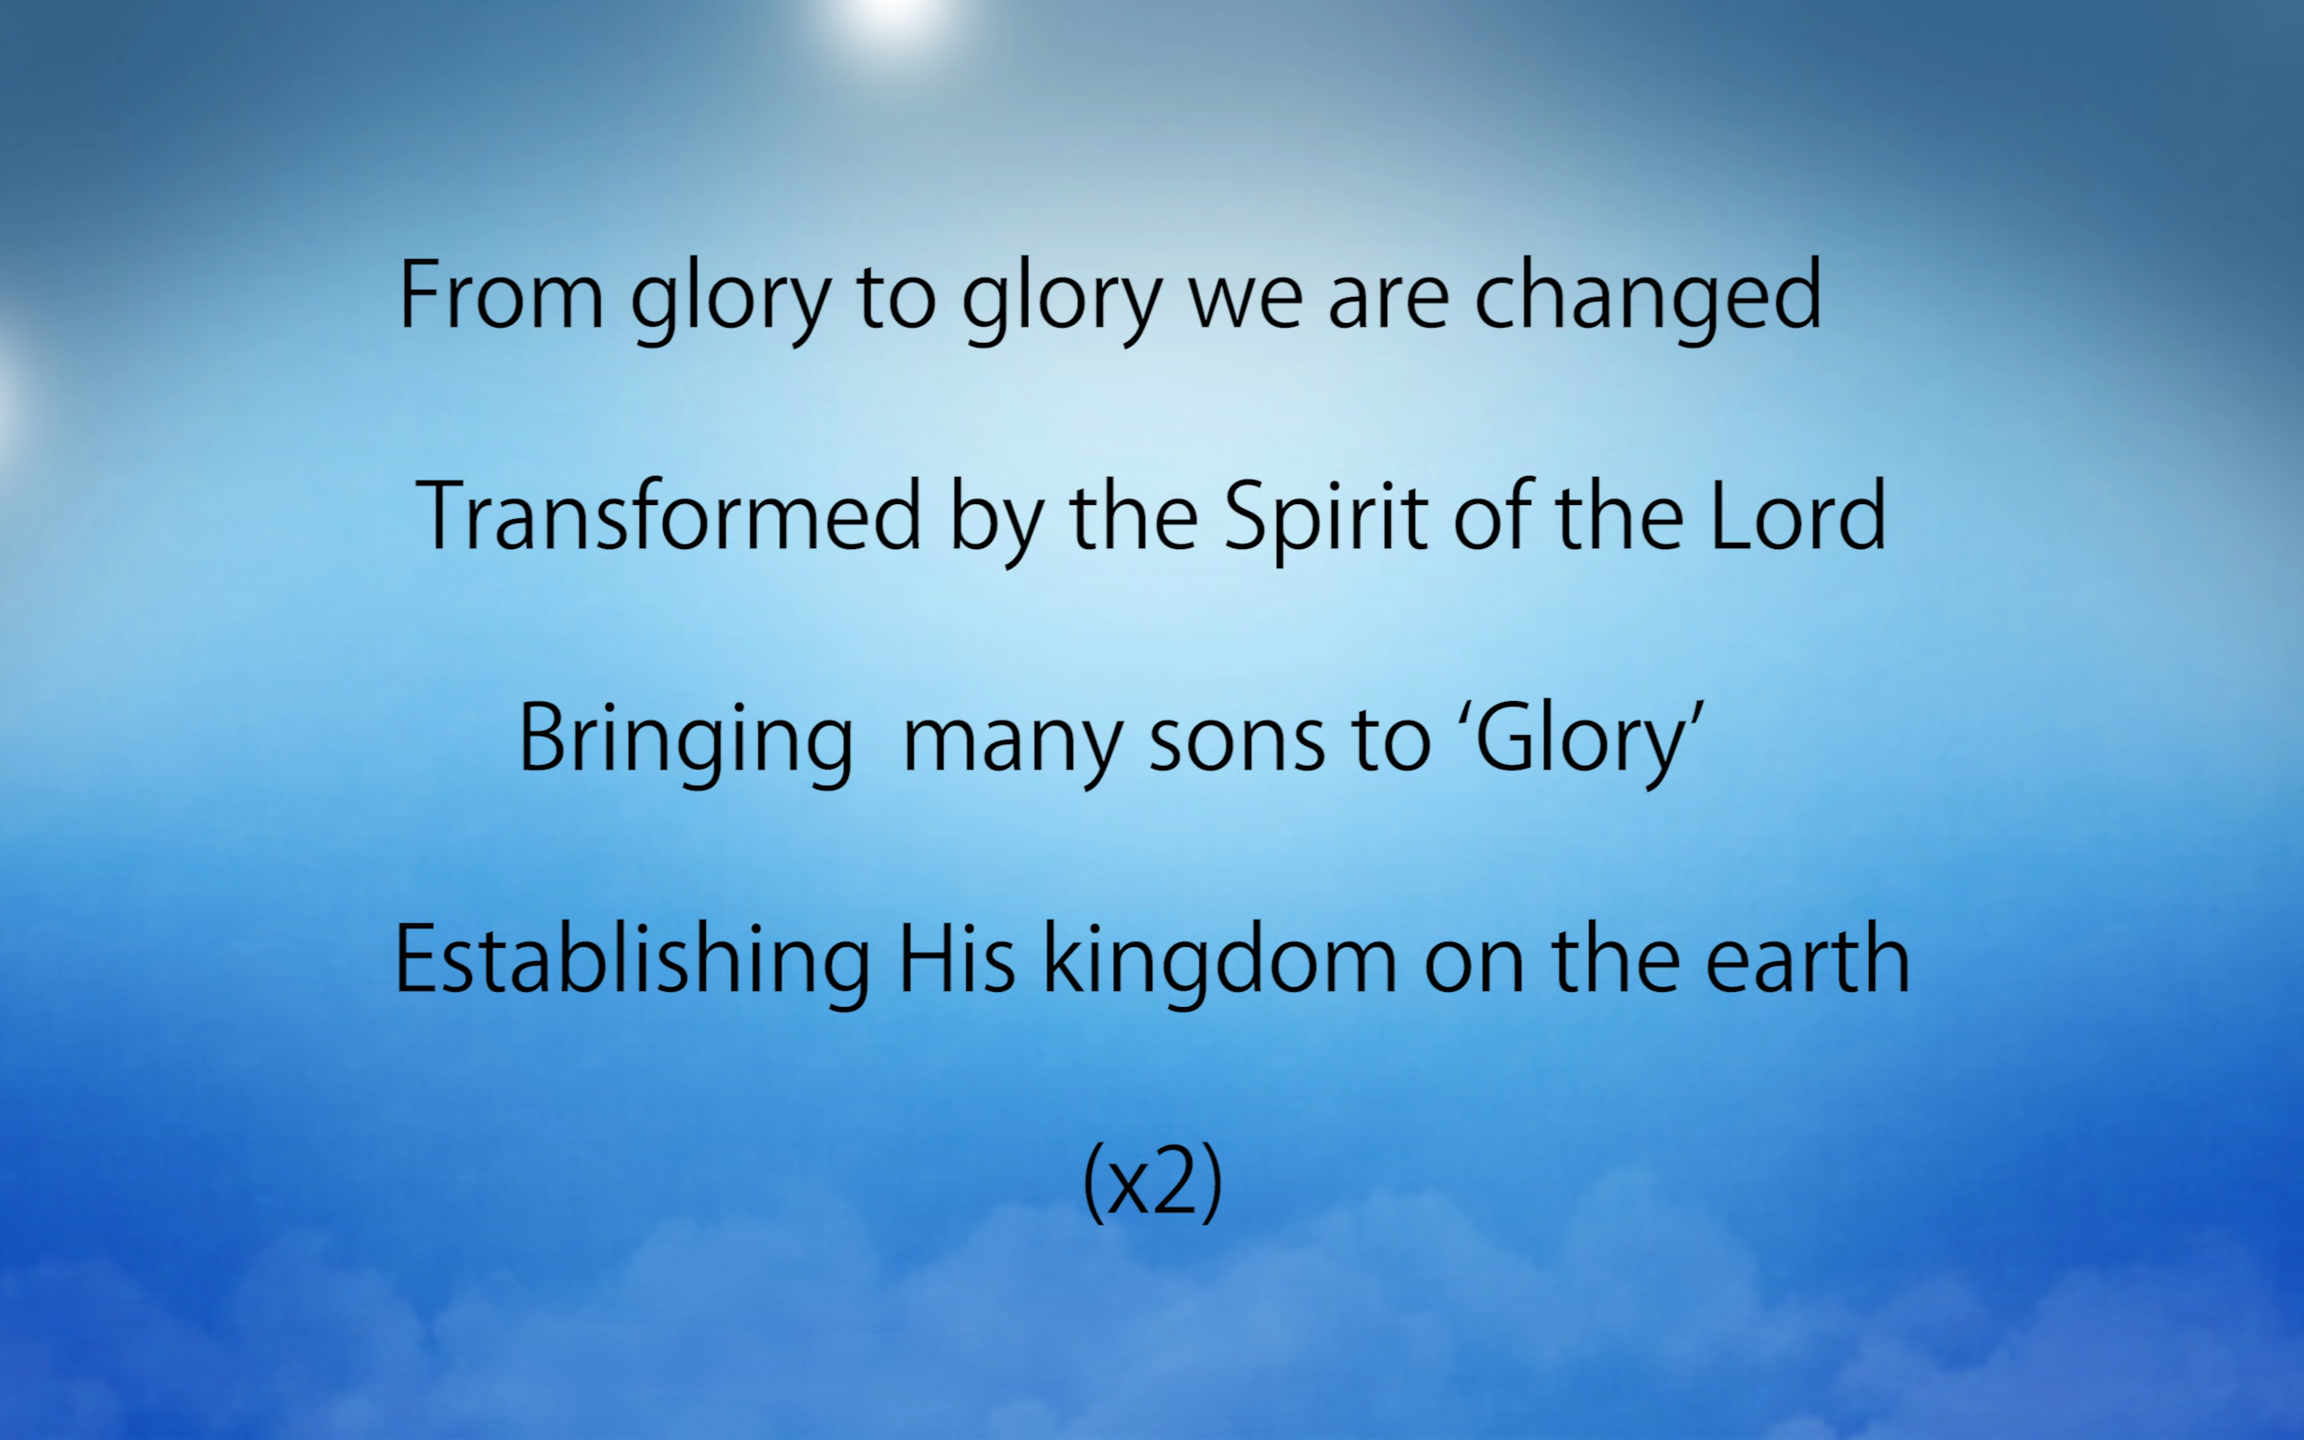 From glory to glory we are changed
Transformed by the Spirit of the Lord
Bringing  many sons to ‘Glory’
Establishing His kingdom on the earth
(x2)